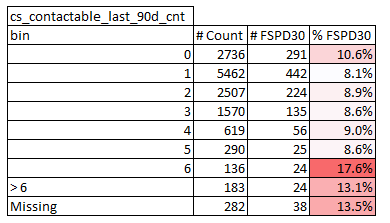 cs_contactable_last_90d_cnt
bin # Count # FSPD30 % FSPD30
0 2736 291 10.6%
1 5462 442 8.1%
2 2507 224 8.9%
3 1570 135 8.6%
4 619 56 9.0%
5 290 25 8.6%
6 136 24 17.6%
> 6 183 24 13.1%
Missing 282 38 13.5%